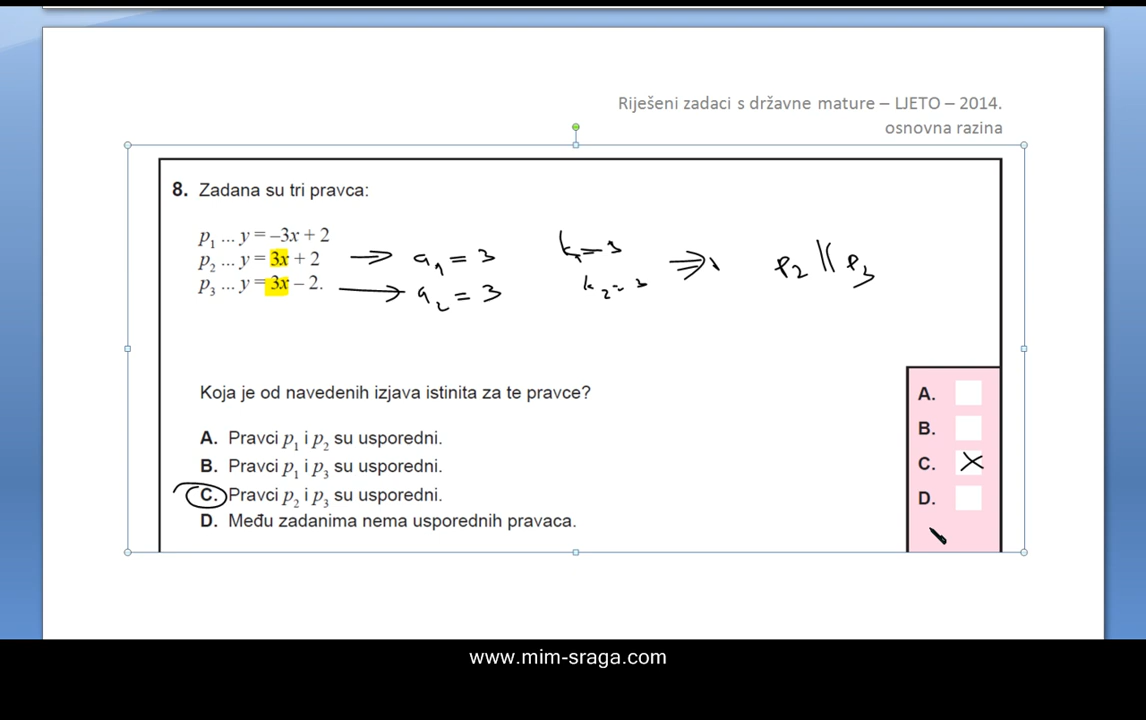 Riješeni zadaci s državne mature – LJETO – 2014.
osnovna razina
8. Zadana su tri pravca:
p₁ ... y = –3x + 2
p₂ ... y = 3x + 2 → a₁ = 3 k₁ = 3 ⇒ p₂ || p₃
p₃ ... y = 3x – 2. → a₂ = 3 k₂ = 3
Koja je od navedenih izjava istinita za te pravce?
A. Pravci p₁ i p₂ su usporedni.
B. Pravci p₁ i p₃ su usporedni.
C. Pravci p₂ i p₃ su usporedni.
D. Među zadanima nema usporednih pravaca.
A.
B.
C. X
D.
www.mim-sraga.com